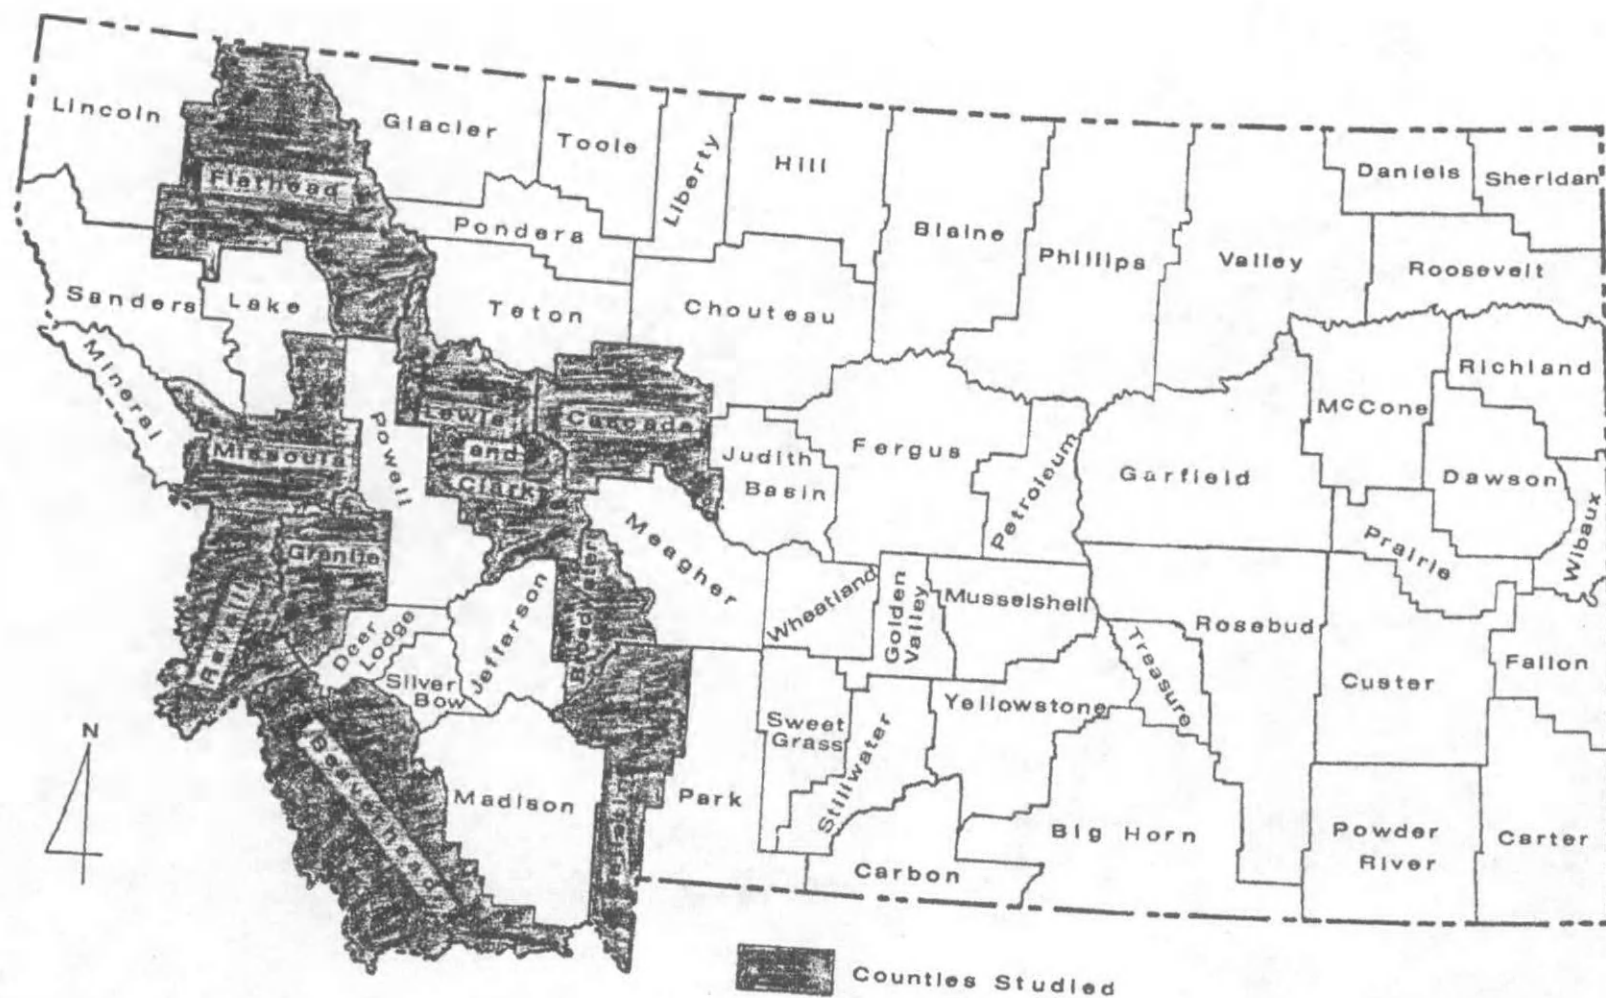 Lincoln
Flathead
Glacier
Toole
Liberty
Hill
Blaine
Phillips
Valley
Daniels
Sheridan
Roosevelt
Pondera
Sanders
Lake
Teton
Chouteau
Mineral
Missoula
Powell
Lewis
and
Clark
Cascade
Judith
Basin
Fergus
Petroleum
Garfield
McCone
Richland
Dawson
Wibaux
Prairie
Granite
Ravalli
Deer
Lodge
Silver
Bow
Jefferson
Broadwater
Meagher
Wheatland
Golden
Valley
Musselshell
Treasure
Rosebud
Custer
Fallon
Beaverhead
Madison
Park
Sweet
Grass
Stillwater
Yellowstone
Carbon
Big Horn
Powder
River
Carter
N
Counties Studied